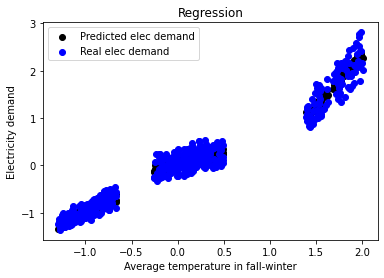 Regression
Predicted elec demand
Real elec demand
Electricity demand
3
2
1
0
−1
−1.0
−0.5
0.0
0.5
1.0
1.5
2.0
Average temperature in fall-winter